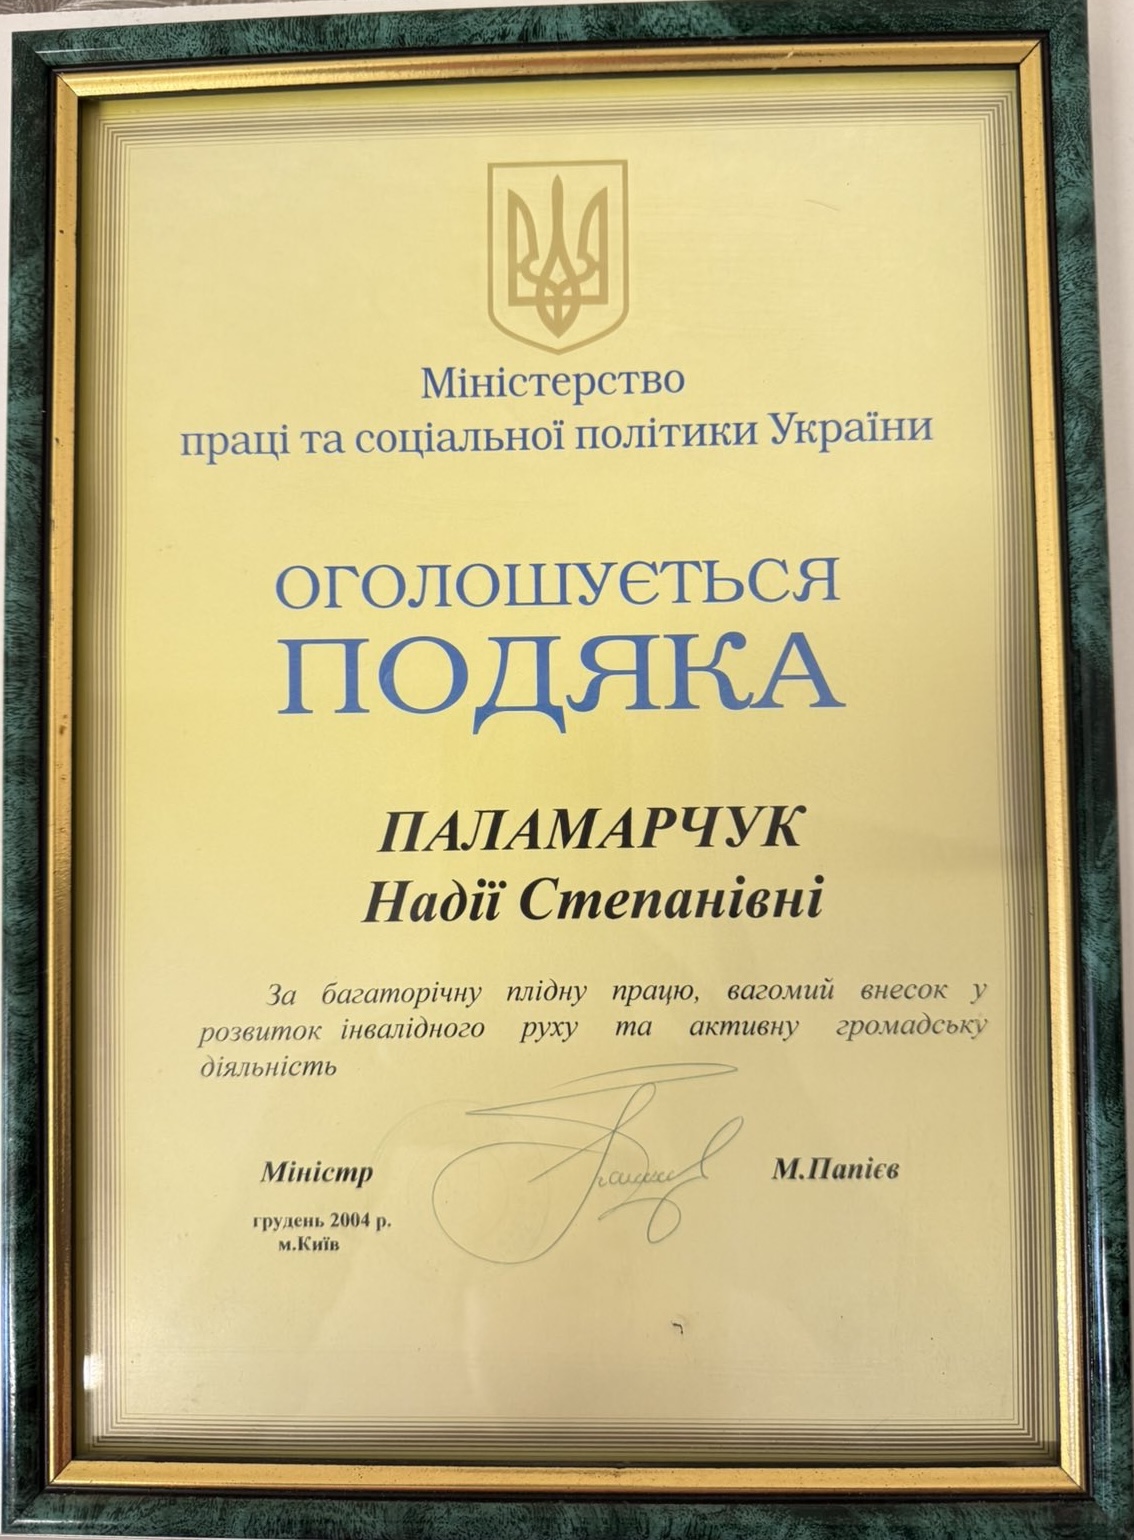 Міністерство
праці та соціальної політики України
ОГОЛОШУЄТЬСЯ
ПОДЯКА
ПАЛАМАРЧУК
Надії Степанівні
За багаторічну плідну працю, вагомий внесок у
розвиток інвалідного руху та активну громадську
діяльність
Міністр М.Папієв
грудень 2004 р.
м.Київ